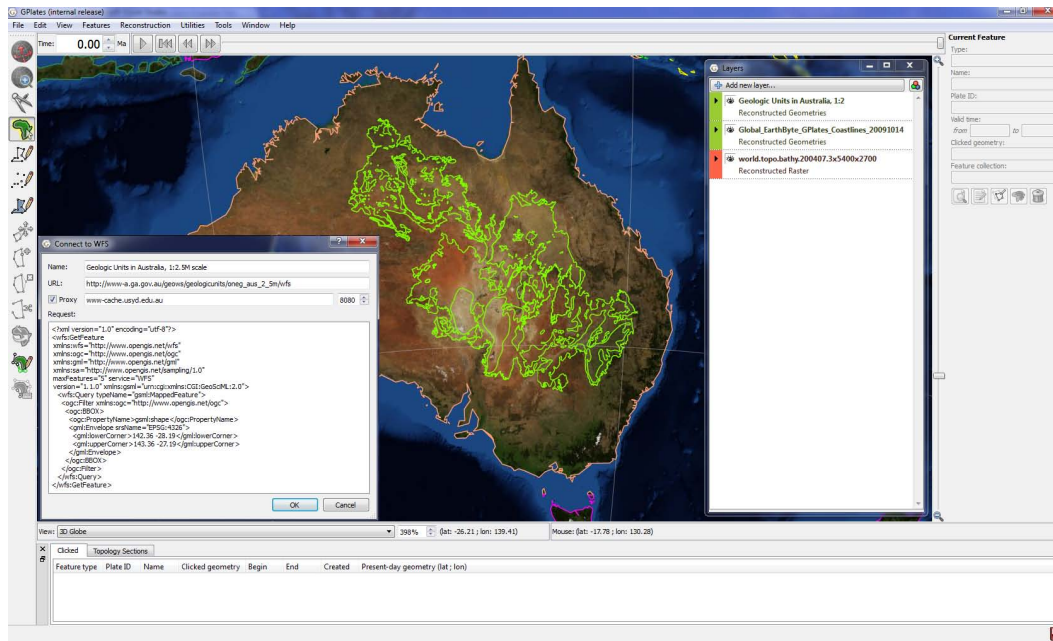 GPlates (internal release)
File Edit View Features Reconstruction Utilities Tools Window Help
Time: 0.00 Ma
Current Feature
Type:
Name:
Plate ID:
Valid time:
from to
Clicked geometry:
Feature collection:
Layers
Add new layer...
Geologic Units in Australia, 1:2
Reconstructed Geometries
Global_EarthByte_GPlates_Coastlines_20091014
Reconstructed Geometries
world.topo.bathy.200407.3x5400x2700
Reconstructed Raster
Connect to WFS
Name: Geologic Units in Australia, 1:2.5M scale
URL: http://www-a.ga.gov.au/geows/geologicunits/oneg_aus_2_5m/wfs
Proxy www-cache.usyd.edu.au 8080
Request:
<?xml version="1.0" encoding="utf-8"?>
<wfs:GetFeature
xmlns:wfs="http://www.opengis.net/wfs"
xmlns:ogc="http://www.opengis.net/ogc"
xmlns:gml="http://www.opengis.net/gml"
xmlns:sa="http://www.opengis.net/sampling/1.0"
maxFeatures="5" service="WFS"
version="1.1.0" xmlns:gsml="urn:cgi:xmlns:CGI:GeoSciML:2.0">
<wfs:Query typeName="gsml:MappedFeature">
<ogc:Filter xmlns:ogc="http://www.opengis.net/ogc">
<ogc:BBOX>
<ogc:PropertyName>gsml:shape</ogc:PropertyName>
<gml:Envelope srsName="EPSG:4326">
<gml:lowerCorner>142.36 -28.19</gml:lowerCorner>
<gml:upperCorner>143.36 -27.19</gml:upperCorner>
</gml:Envelope>
</ogc:BBOX>
</ogc:Filter>
</wfs:Query>
</wfs:GetFeature>
OK Cancel
View: 3D Globe 398% (lat: -26.21 ; lon: 139.41) Mouse: (lat: -17.78 ; lon: 130.28)
Clicked Topology Sections
Feature type Plate ID Name Clicked geometry Begin End Created Present-day geometry (lat ; lon)